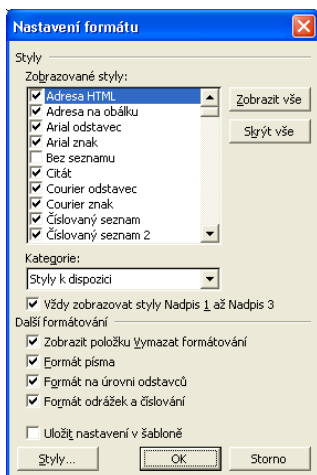 Nastavení formátu
Styly
Zobrazované styly:
Adresa HTML
Adresa na obálku
Arial odstavec
Arial znak
Bez seznamu
Citát
Courier odstavec
Courier znak
Číslovaný seznam
Číslovaný seznam 2
Zobrazit vše
Skrýt vše
Kategorie:
Styly k dispozici
Vždy zobrazovat styly Nadpis 1 až Nadpis 3
Další formátování
Zobrazit položku Vymazat formátování
Formát písma
Formát na úrovni odstavců
Formát odrážek a číslování
Uložit nastavení v šabloně
Styly...
OK
Storno